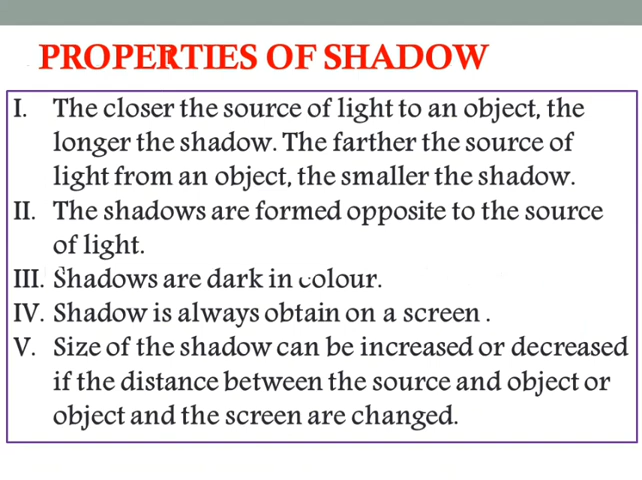 PROPERTIES OF SHADOW
I. The closer the source of light to an object, the
longer the shadow. The farther the source of
light from an object, the smaller the shadow.
II. The shadows are formed opposite to the source
of light.
III. Shadows are dark in colour.
IV. Shadow is always obtain on a screen .
V. Size of the shadow can be increased or decreased
if the distance between the source and object or
object and the screen are changed.